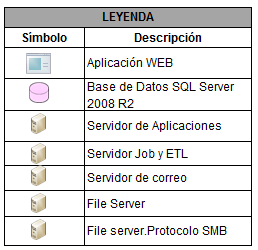 LEYENDA
Símbolo Descripción
Aplicación WEB
Base de Datos SQL Server
2008 R2
Servidor de Aplicaciones
Servidor Job y ETL
Servidor de correo
File Server
File server.Protocolo SMB